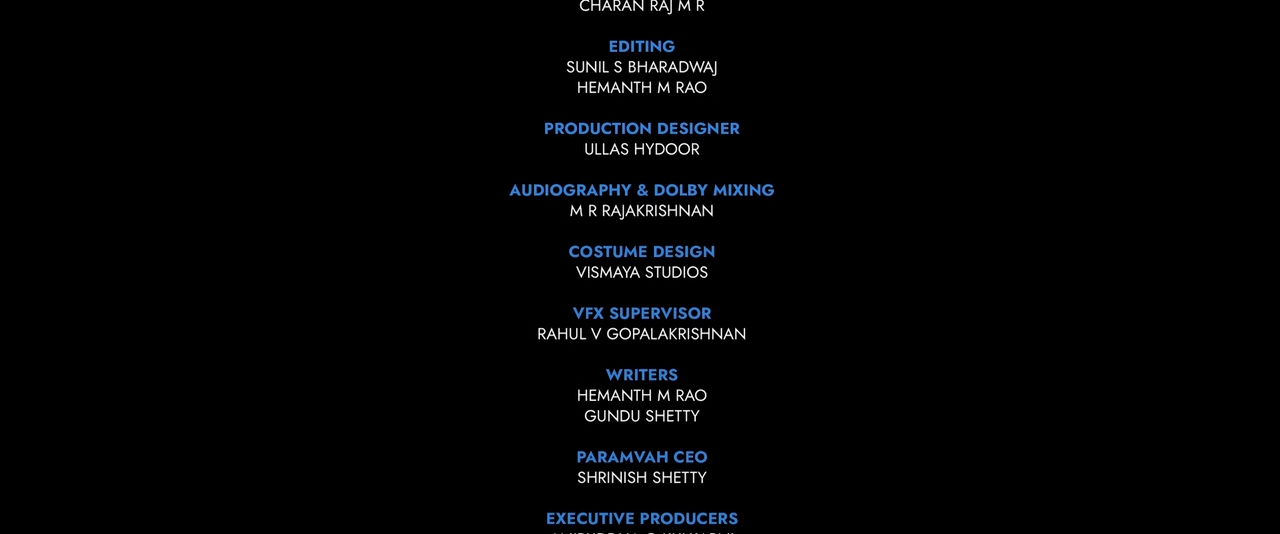 CHARAN RAJ M R
EDITING
SUNIL S BHARADWAJ
HEMANTH M RAO
PRODUCTION DESIGNER
ULLAS HYDOOR
AUDIOGRAPHY & DOLBY MIXING
M R RAJAKRISHNAN
COSTUME DESIGN
VISMAYA STUDIOS
VFX SUPERVISOR
RAHUL V GOPALAKRISHNAN
WRITERS
HEMANTH M RAO
GUNDU SHETTY
PARAMVAH CEO
SHRINISH SHETTY
EXECUTIVE PRODUCERS